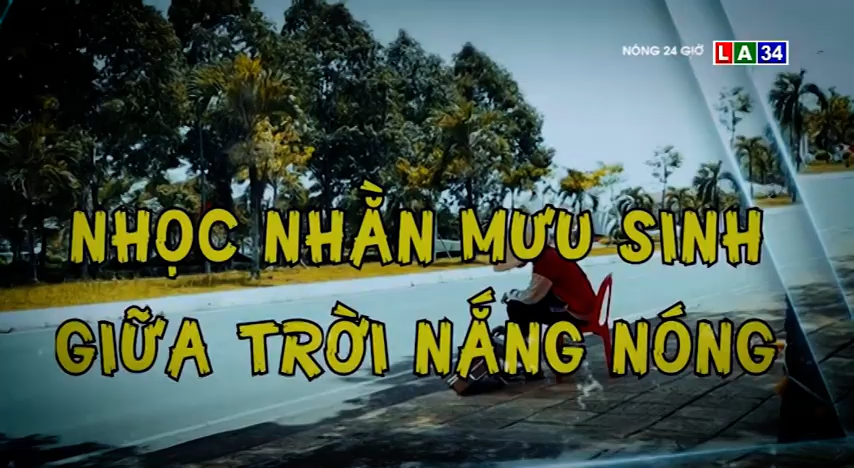 NÓNG 24 GIỜ LA34
NHỌC NHẰN MƯU SINH
GIỮA TRỜI NẮNG NÓNG